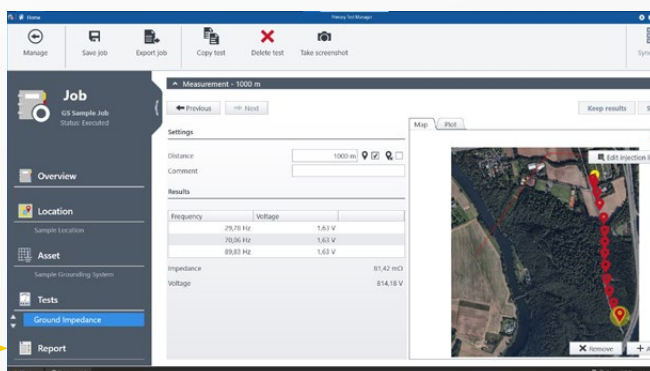 Home
Primary Test Manager
Manage
Save job
Export job
Copy test
Delete test
Take screenshot
Job
GS Sample Job
Status: Executed
Overview
Location
Sample Location
Asset
Sample Grounding System
Tests
Ground Impedance
Report
Measurement - 1000 m
Previous
Next
Keep results
Settings
Distance 1000 m
Comment
Results
Frequency Voltage
29,78 Hz 1,63 V
70,06 Hz 1,63 V
89,83 Hz 1,63 V
Impedance 81,42 mΩ
Voltage 814,18 V
Map Plot
Edit Injection
Remove